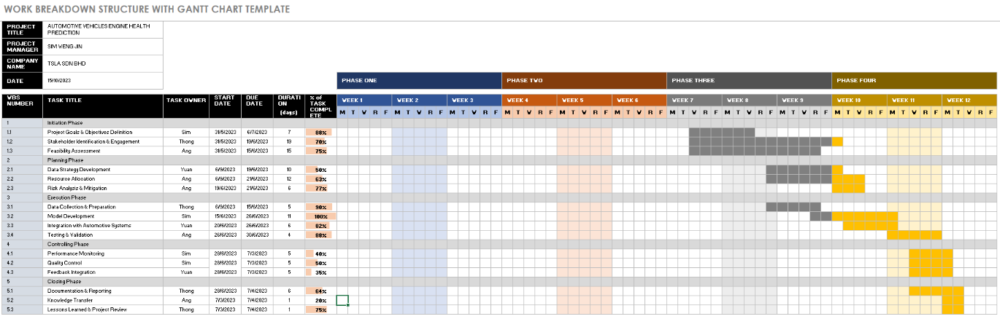 WORK BREAKDOWN STRUCTURE WITH GANTT CHART TEMPLATE
PROJECT TITLE AUTOMOTIVE VEHICLES ENGINE HEALTH PREDICTION
PROJECT MANAGER SIM WENG JIN
COMPANY NAME TSLA SDN BHD
DATE 15/10/2023
PHASE ONE PHASE TWO PHASE THREE PHASE FOUR
WBS NUMBER TASK TITLE TASK OWNER START DATE DUE DATE DURATION (days) % of TASK COMPLETE WEEK 1 WEEK 2 WEEK 3 WEEK 4 WEEK 5 WEEK 6 WEEK 7 WEEK 8 WEEK 9 WEEK 10 WEEK 11 WEEK 12
M T W R F M T W R F M T W R F M T W R F M T W R F M T W R F M T W R F M T W R F M T W R F M T W R F M T W R F M T W R F
1 Initiation Phase
1.1 Project Goals & Objectives Definition Sim 31/5/2023 6/7/2023 7 88%
1.2 Stakeholder Identification & Engagement Thong 31/5/2023 19/6/2023 19 70%
1.3 Feasibility Assessment Ang 31/5/2023 15/6/2023 15 75%
2 Planning Phase
2.1 Data Strategy Development Yuan 6/9/2023 19/6/2023 10 50%
2.2 Resource Allocation Ang 6/9/2023 21/6/2023 12 63%
2.3 Risk Analysis & Mitigation Ang 19/6/2023 21/6/2023 6 77%
3 Execution Phase
3.1 Data Collection & Preparation Thong 6/9/2023 15/6/2023 5 90%
3.2 Model Development Sim 15/6/2023 26/6/2023 11 100%
3.3 Integration with Automotive Systems Yuan 20/6/2023 26/6/2023 6 82%
3.4 Testing & Validation Ang 26/6/2023 30/6/2023 4 88%
4 Controlling Phase
4.1 Performance Monitoring Sim 28/6/2023 7/3/2023 5 40%
4.2 Quality Control Sim 28/6/2023 7/3/2023 5 50%
4.3 Feedback Integration Yuan 28/6/2023 7/3/2023 5 35%
5 Closing Phase
5.1 Documentation & Reporting Thong 28/6/2023 7/4/2023 6 64%
5.2 Knowledge Transfer Ang 7/3/2023 7/4/2023 1 20%
5.3 Lessons Learned & Project Review Thong 7/3/2023 7/4/2023 1 75%